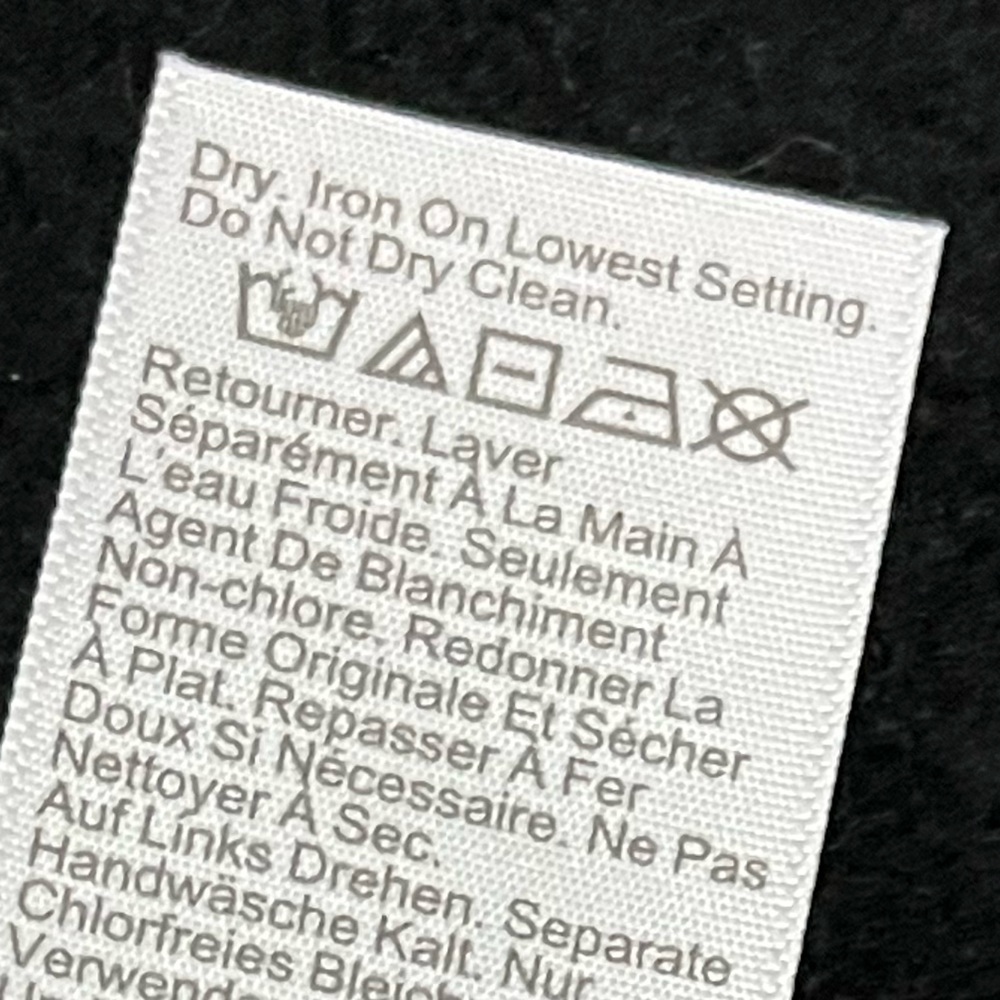 Dry. Iron On Lowest Setting.
Do Not Dry Clean.
Retourner. Laver
Séparément À La Main À
L'eau Froide. Seulement
Agent De Blanchiment
Non-chlore. Redonner La
Forme Originale Et Sécher
À Plat. Repasser À Fer
Doux Si Nécessaire. Ne Pas
Nettoyer À Sec.
Auf Links Drehen. Separate
Handwäsche Kalt. Nur
Chlorfreies